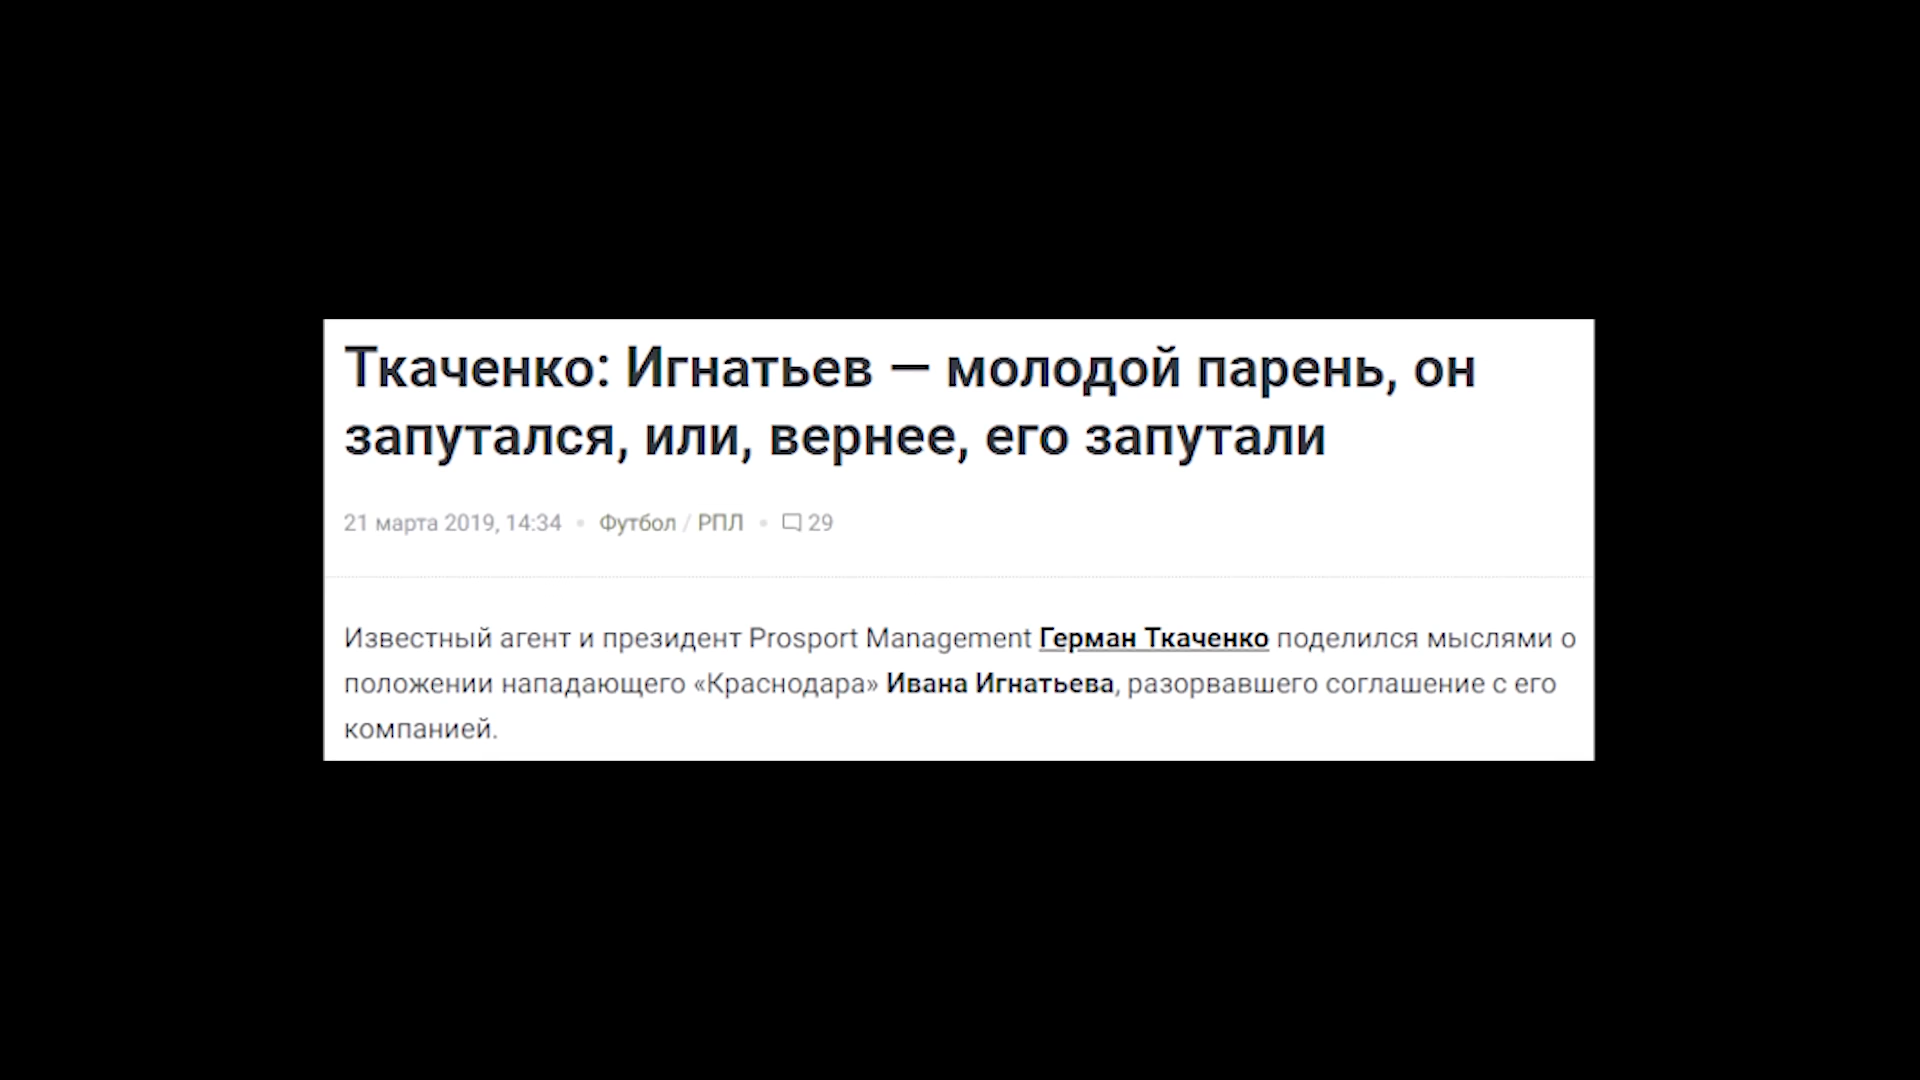 Ткаченко: Игнатьев — молодой парень, он
запутался, или, вернее, его запутали
21 марта 2019, 14:34 • Футбол / РПЛ • 29
Известный агент и президент Prosport Management Герман Ткаченко поделился мыслями о
положении нападающего «Краснодара» Ивана Игнатьева, разорвавшего соглашение с его
компанией.